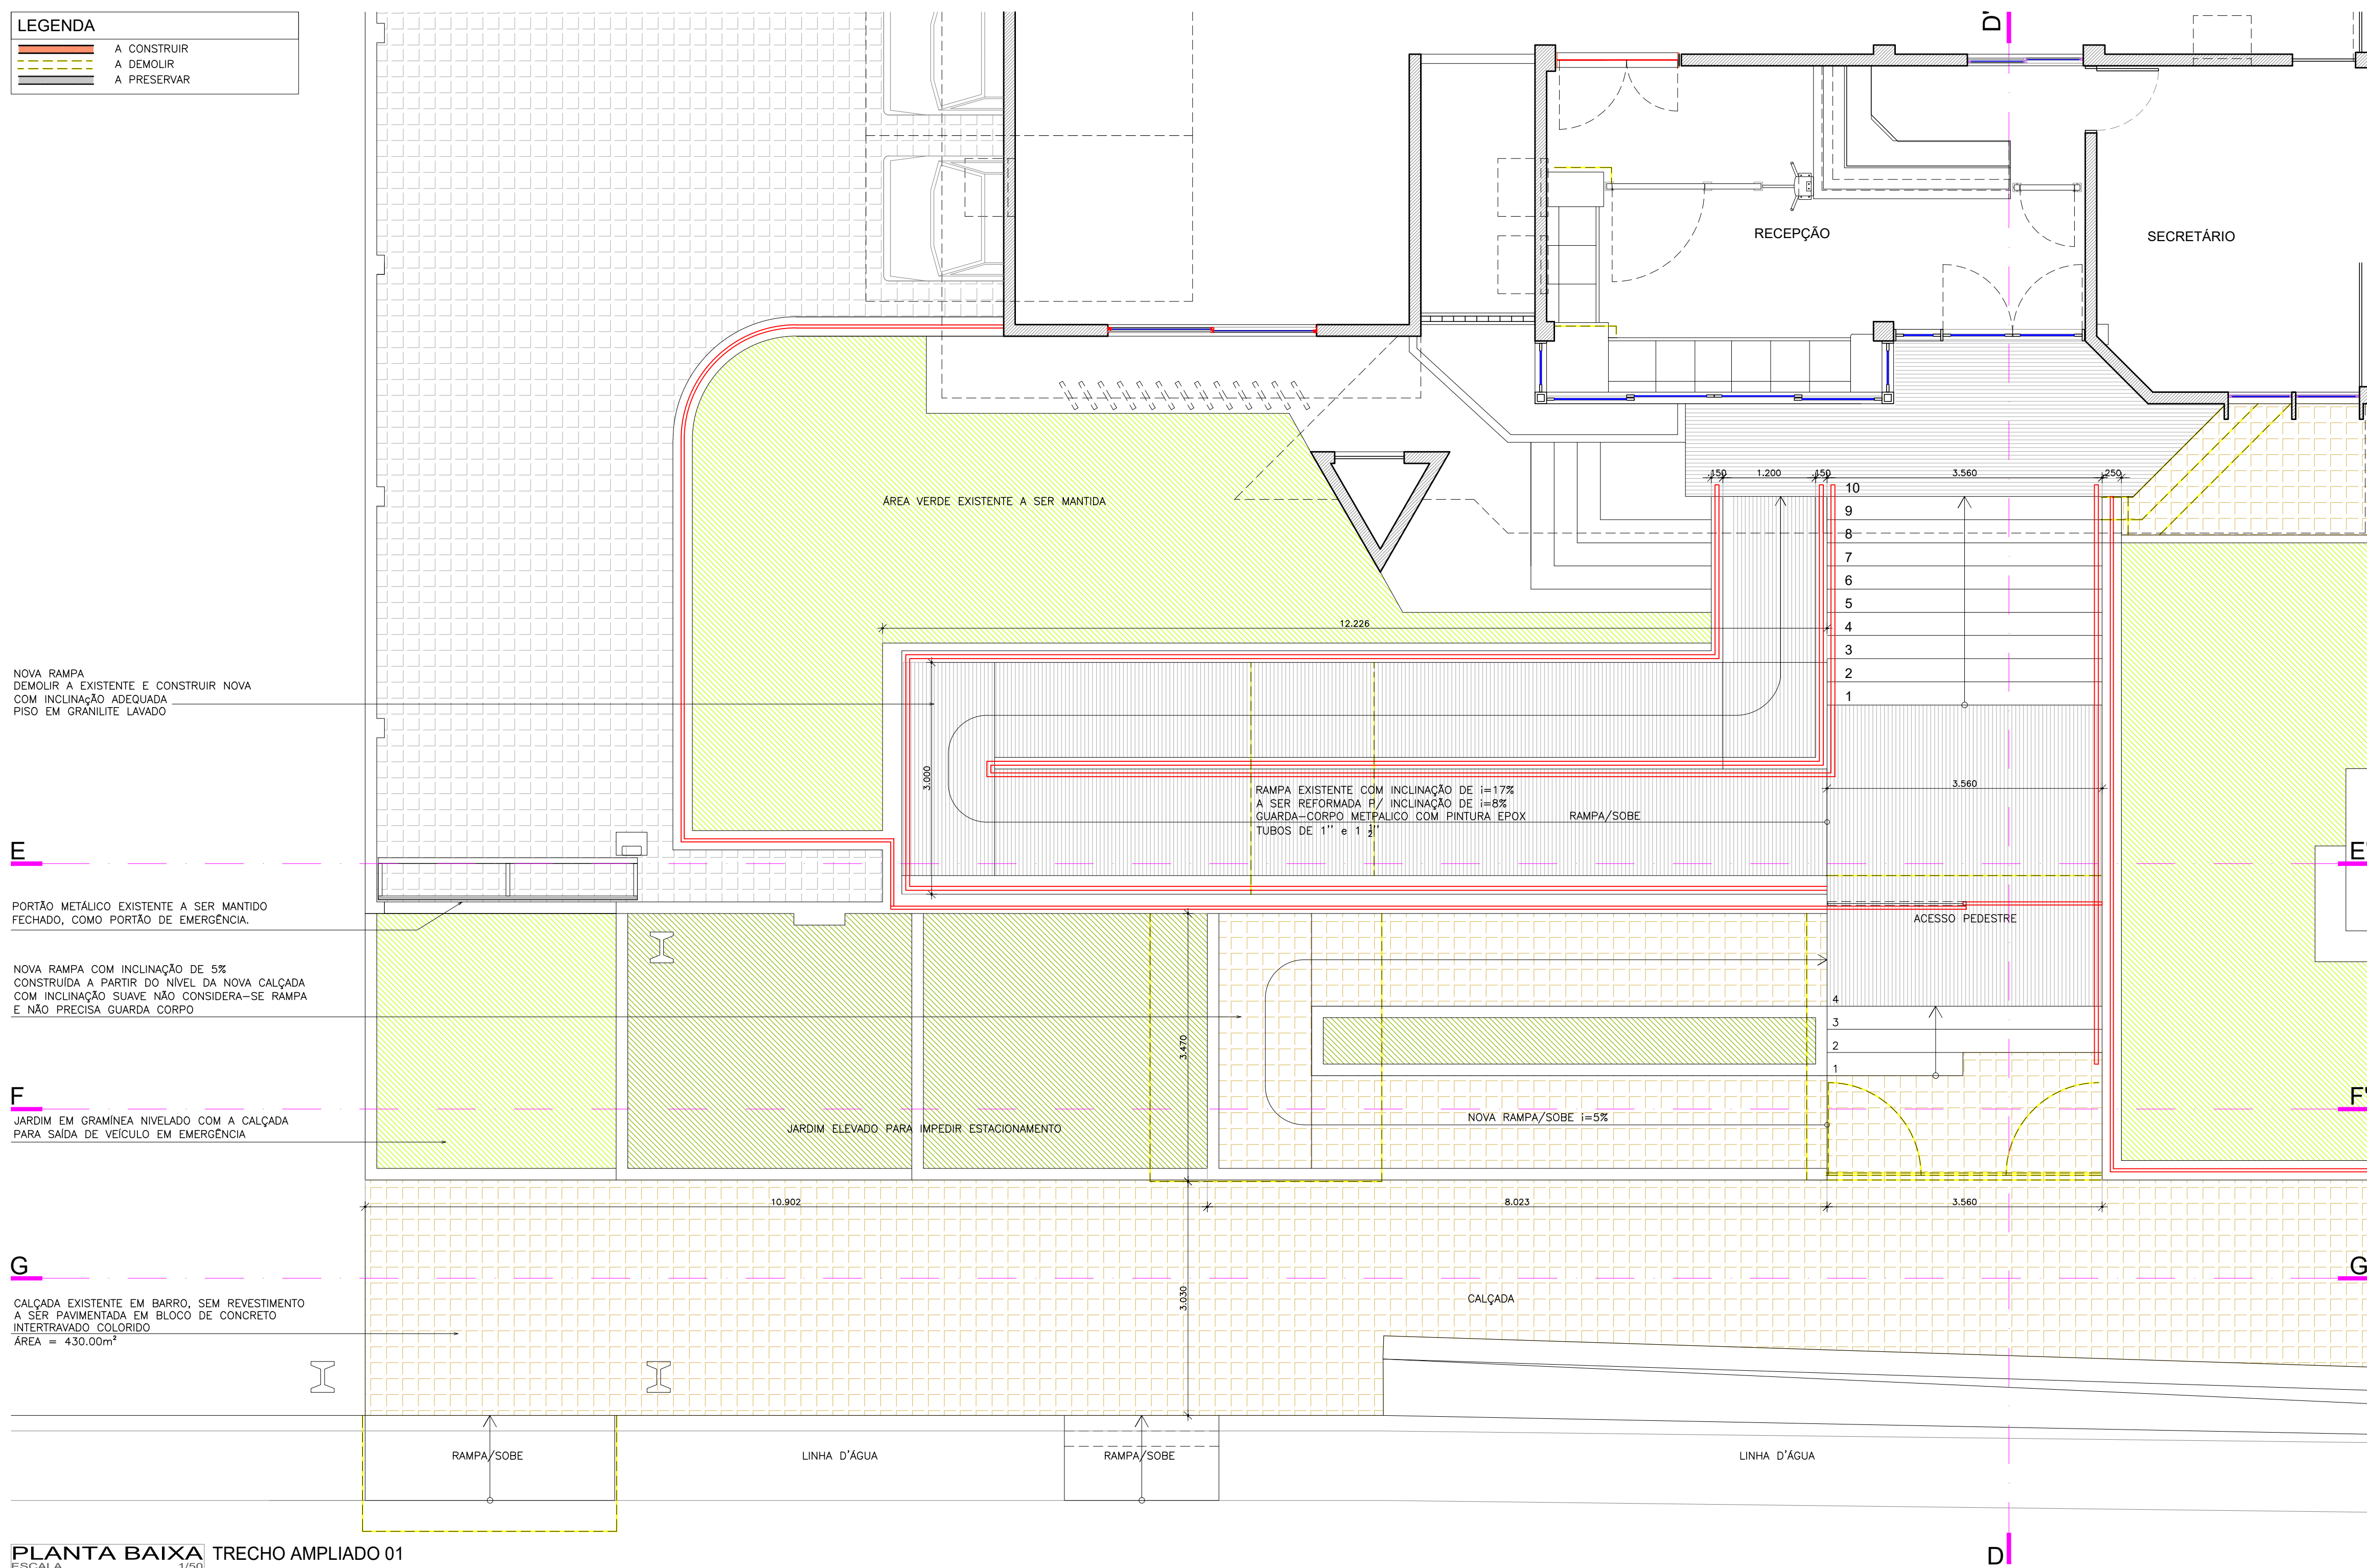 LEGENDA
A CONSTRUIR
A DEMOLIR
A PRESERVAR
D'
RECEPÇÃO
SECRETÁRIO
ÁREA VERDE EXISTENTE A SER MANTIDA
.150
1.200
.150
3.560
.250
10
9
8
7
6
5
4
3
2
1
12.226
NOVA RAMPA
DEMOLIR A EXISTENTE E CONSTRUIR NOVA
COM INCLINAçÃO ADEQUADA
PISO EM GRANILITE LAVADO
3.000
RAMPA EXISTENTE COM INCLINAÇÃO DE i=17%
A SER REFORMADA P/ INCLINAÇÃO DE i=8%
GUARDA-CORPO METPALICO COM PINTURA EPOX
TUBOS DE 1'' e 1 ½''
RAMPA/SOBE
3.560
E
E'
PORTÃO METÁLICO EXISTENTE A SER MANTIDO
FECHADO, COMO PORTÃO DE EMERGÊNCIA.
ACESSO PEDESTRE
NOVA RAMPA COM INCLINAÇÃO DE 5%
CONSTRUÍDA A PARTIR DO NÍVEL DA NOVA CALÇADA
COM INCLINAÇÃO SUAVE NÃO CONSIDERA-SE RAMPA
E NÃO PRECISA GUARDA CORPO
4
3
2
1
3.470
F
F'
JARDIM EM GRAMÍNEA NIVELADO COM A CALÇADA
PARA SAÍDA DE VEÍCULO EM EMERGÊNCIA
JARDIM ELEVADO PARA IMPEDIR ESTACIONAMENTO
NOVA RAMPA/SOBE i=5%
10.902
8.023
3.560
G
G
3.030
CALÇADA
CALÇADA EXISTENTE EM BARRO, SEM REVESTIMENTO
A SER PAVIMENTADA EM BLOCO DE CONCRETO
INTERTRAVADO COLORIDO
ÁREA = 430.00m²
RAMPA/SOBE
LINHA D'ÁGUA
RAMPA/SOBE
LINHA D'ÁGUA
PLANTA BAIXA TRECHO AMPLIADO 01
ESCALA 1/50
D